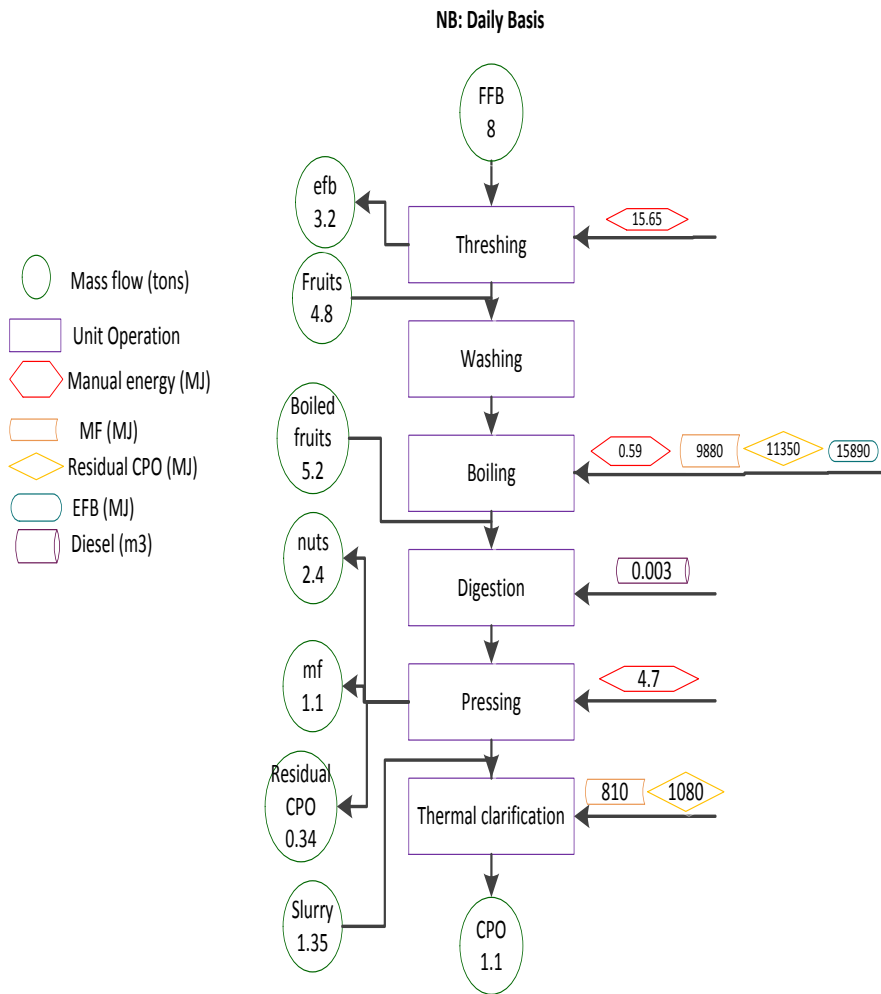 NB: Daily Basis
FFB
8
efb
3.2
15.65
Threshing
Fruits
4.8
Mass flow (tons)
Unit Operation
Manual energy (MJ)
MF (MJ)
Residual CPO (MJ)
EFB (MJ)
Diesel (m3)
Washing
Boiled
fruits
5.2
0.59
9880
11350
15890
Boiling
nuts
2.4
0.003
Digestion
mf
1.1
4.7
Pressing
Residual
CPO
0.34
810
1080
Thermal clarification
Slurry
1.35
CPO
1.1